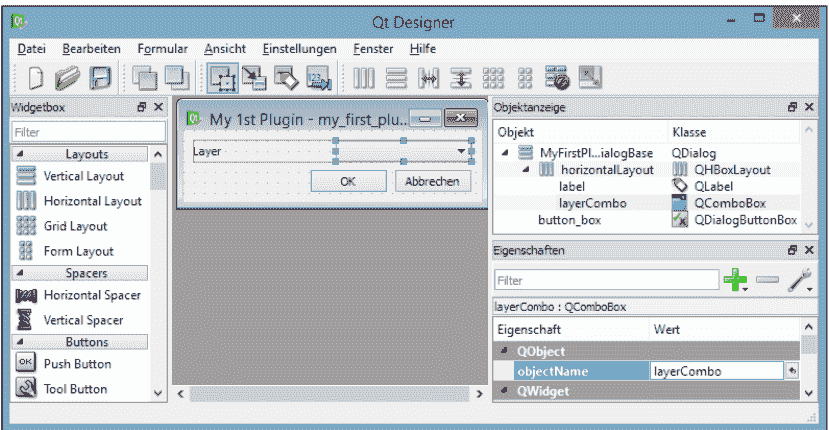 Qt Designer
Datei Bearbeiten Formular Ansicht Einstellungen Fenster Hilfe
Widgetbox
Filter
Layouts
Vertical Layout
Horizontal Layout
Grid Layout
Form Layout
Spacers
Horizontal Spacer
Vertical Spacer
Buttons
OK Push Button
Tool Button
My 1st Plugin - my_first_plu...
Layer
OK Abbrechen
Objektanzeige
Objekt Klasse
MyFirstPl...ialogBase QDialog
horizontalLayout QHBoxLayout
label QLabel
layerCombo QComboBox
button_box QDialogButtonBox
Eigenschaften
Filter
layerCombo : QComboBox
Eigenschaft Wert
QObject
objectName layerCombo
QWidget